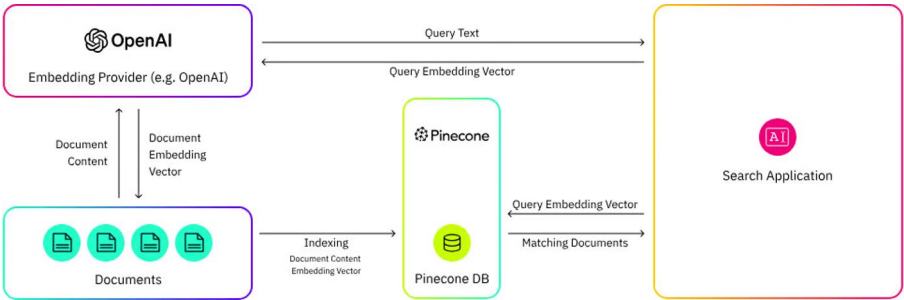 OpenAI
Embedding Provider (e.g. OpenAI)
Query Text
Query Embedding Vector
Document
Content
Document
Embedding
Vector
Pinecone
AI
Search Application
Query Embedding Vector
Matching Documents
Indexing
Document Content
Embedding Vector
Documents
Pinecone DB